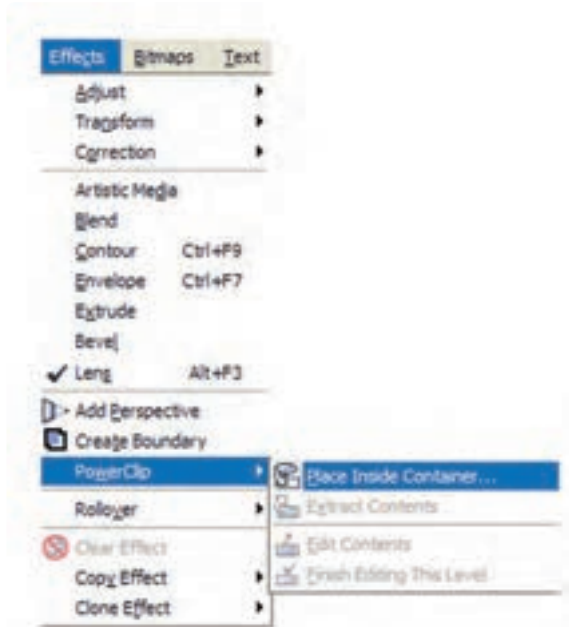 Effects Bitmaps Text
Adjust
Transform
Correction
Artistic Media
Blend
Contour Ctrl+F9
Envelope Ctrl+F7
Extrude
Bevel
Lens Alt+F3
Add Perspective
Create Boundary
PowerClip
Place Inside Container...
Extract Contents
Rollover
Edit Contents
Clear Effect
Finish Editing This Level
Copy Effect
Clone Effect